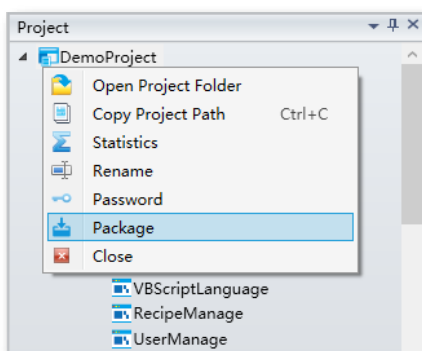 Project
DemoProject
Open Project Folder
Copy Project Path Ctrl+C
Statistics
Rename
Password
Package
Close
VBScriptLanguage
RecipeManage
UserManage